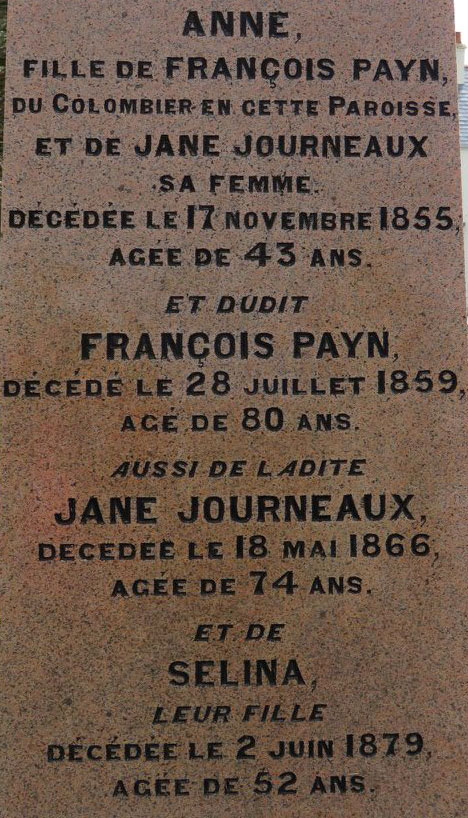 ANNE,
FILLE DE FRANÇOIS PAYN,
DU COLOMBIER EN CETTE PAROISSE,
ET DE JANE JOURNEAUX
SA FEMME.
DÉCÉDÉE LE 17 NOVEMBRE 1855,
AGÉE DE 43 ANS.
ET DUDIT
FRANÇOIS PAYN,
DÉCÉDÉ LE 28 JUILLET 1859,
AGÉ DE 80 ANS.
AUSSI DE LADITE
JANE JOURNEAUX,
DECEDÉE LE 18 MAI 1866,
AGÉE DE 74 ANS.
ET DE
SELINA,
LEUR FILLE
DÉCÉDÉE LE 2 JUIN 1879,
AGÉE DE 52 ANS.